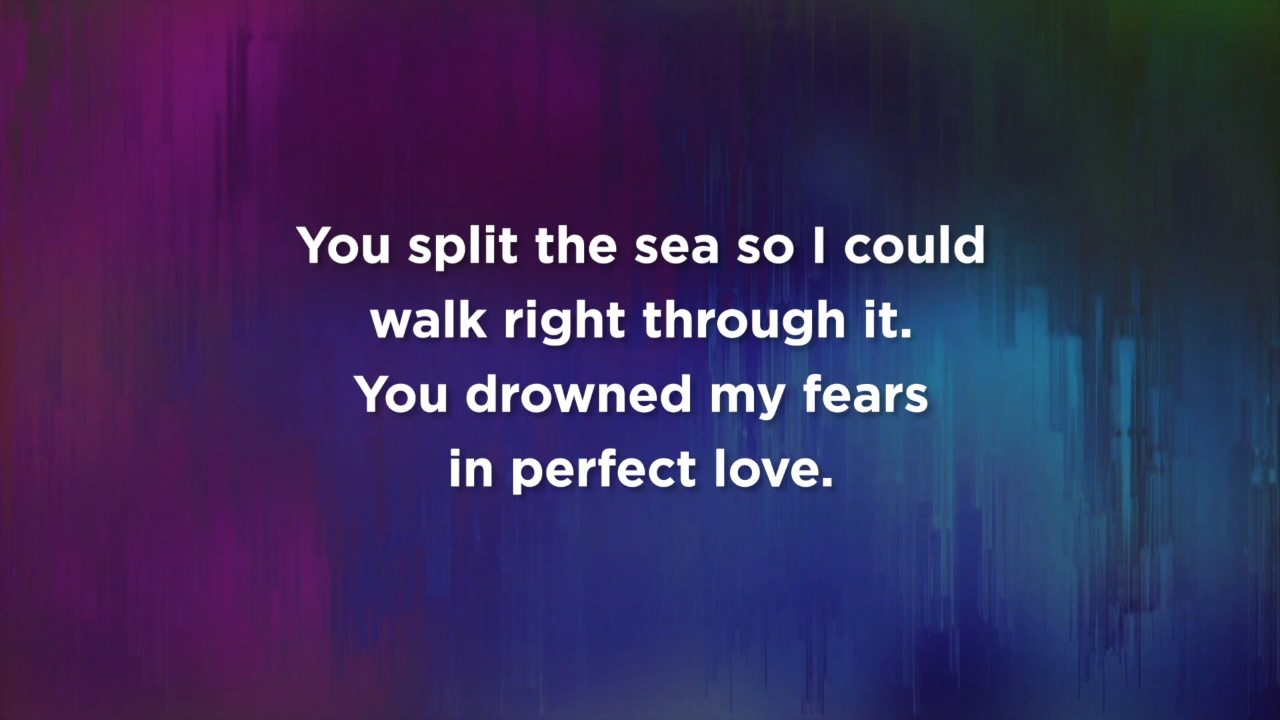 You split the sea so I could
walk right through it.
You drowned my fears
in perfect love.